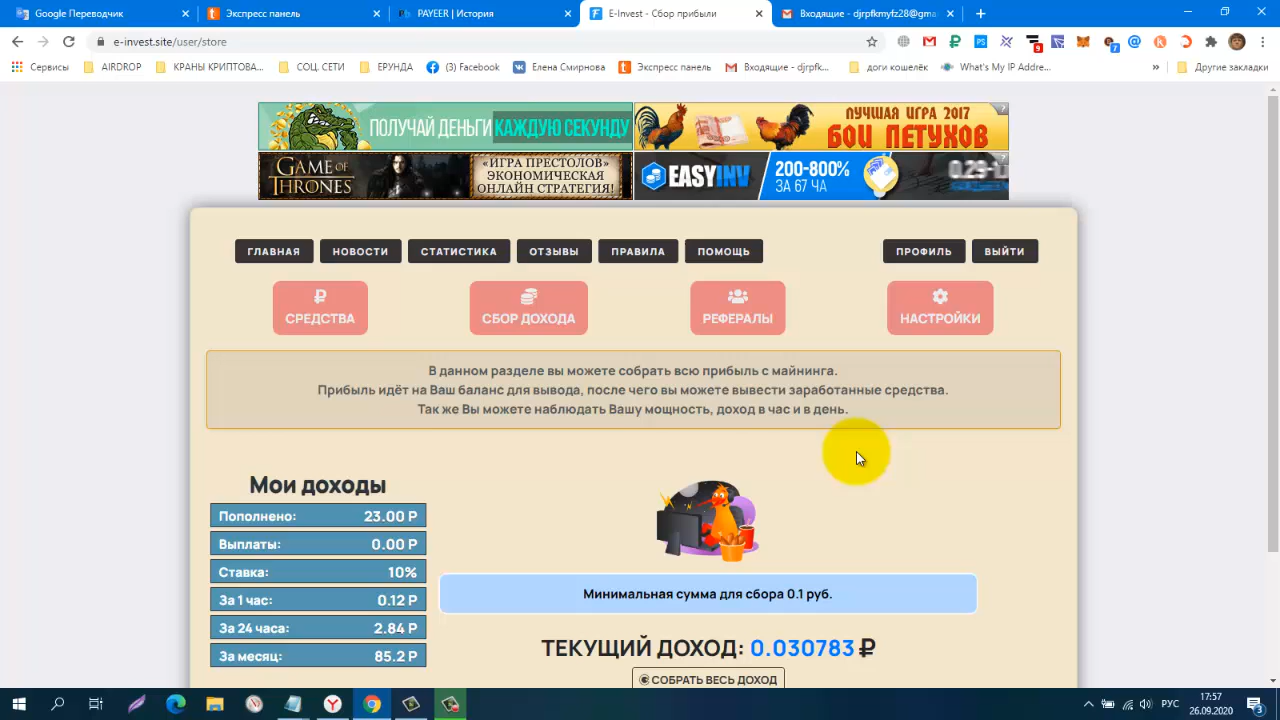 Google Переводчик
Экспресс панель
PAYEER | История
E-Invest - Сбор прибыли
Входящие - djrpfkmyfz28@gma
e-invest.site/user/store
9
7
Сервисы
AIRDROP
КРАНЫ КРИПТОВА...
СОЦ. СЕТИ
ЕРУНДА
(3) Facebook
Елена Смирнова
Экспресс панель
Входящие - djrpfk...
доги кошелёк
What's My IP Addre...
»
Другие закладки
ПОЛУЧАЙ ДЕНЬГИ КАЖДУЮ СЕКУНДУ
ЛУЧШАЯ ИГРА 2017
БОИ ПЕТУХОВ
GAME OF
THRONES
«ИГРА ПРЕСТОЛОВ»
ЭКОНОМИЧЕСКАЯ
ОНЛАЙН СТРАТЕГИЯ!
EASYINV
200-800%
ЗА 67 ЧА
ГЛАВНАЯ
НОВОСТИ
СТАТИСТИКА
ОТЗЫВЫ
ПРАВИЛА
ПОМОЩЬ
ПРОФИЛЬ
ВЫЙТИ
СРЕДСТВА
СБОР ДОХОДА
РЕФЕРАЛЫ
НАСТРОЙКИ
В данном разделе вы можете собрать всю прибыль с майнинга.
Прибыль идёт на Ваш баланс для вывода, после чего вы можете вывести заработанные средства.
Так же Вы можете наблюдать Вашу мощность, доход в час и в день.
Мои доходы
Пополнено: 23.00 Р
Выплаты: 0.00 Р
Ставка: 10%
За 1 час: 0.12 Р
За 24 часа: 2.84 Р
За месяц: 85.2 Р
Минимальная сумма для сбора 0.1 руб.
ТЕКУЩИЙ ДОХОД: 0.030783 ₽
СОБРАТЬ ВЕСЬ ДОХОД
РУС
17:57
26.09.2020
3